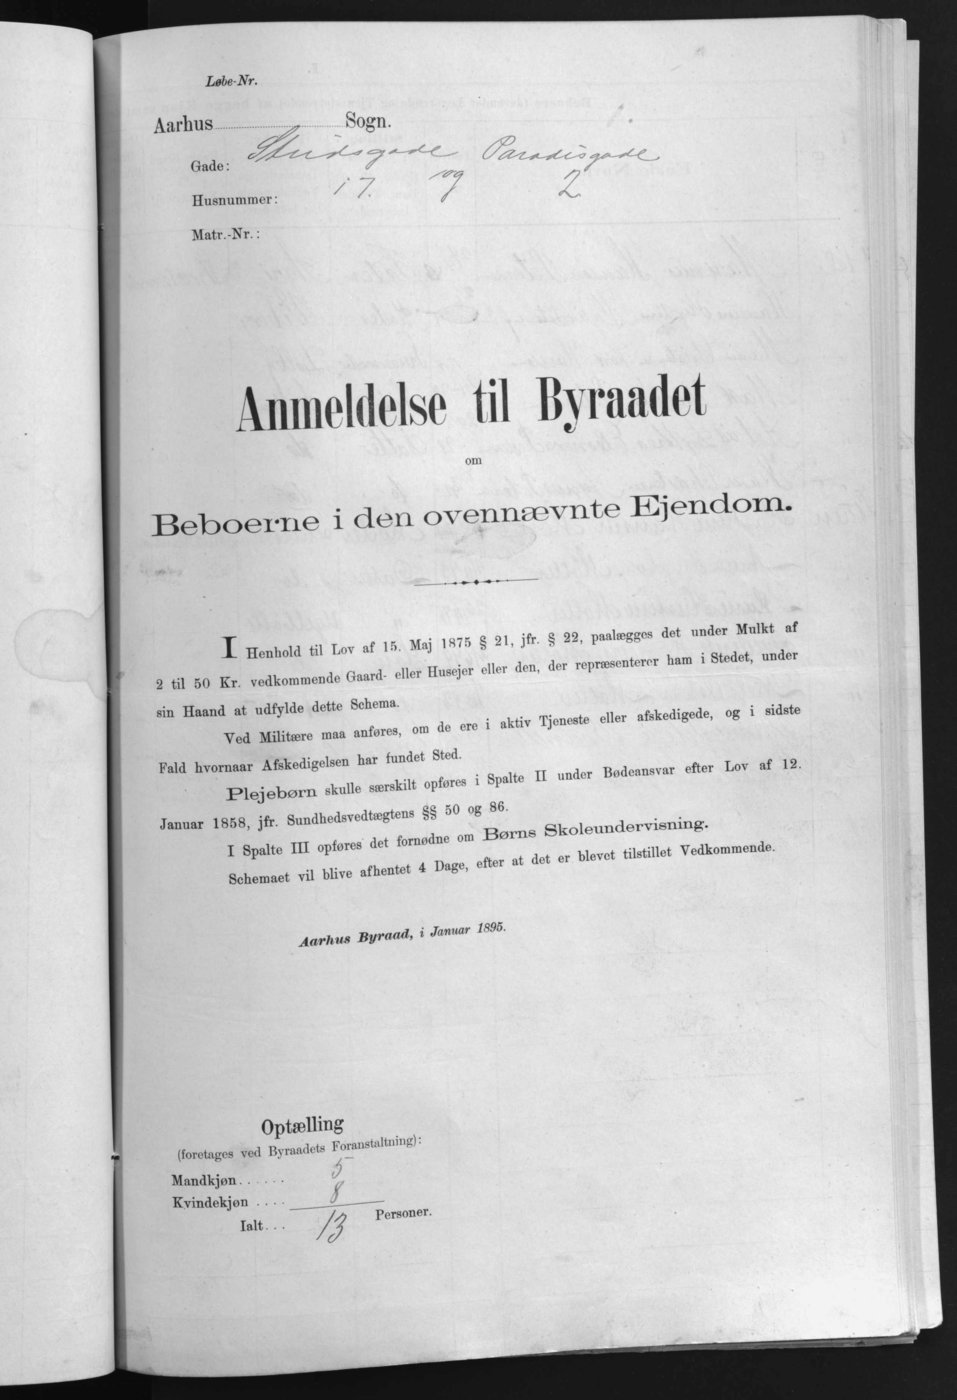 Løbe-Nr.
Aarhus Sogn.
1.
Gade: Studsgade Paradisgade
Husnummer: 17. og 2
Matr.-Nr.:
Anmeldelse til Byraadet
om
Beboerne i den ovennævnte Ejendom.
I Henhold til Lov af 15. Maj 1875 § 21, jfr. § 22, paalægges det under Mulkt af
2 til 50 Kr. vedkommende Gaard- eller Husejer eller den, der repræsenterer ham i Stedet, under
sin Haand at udfylde dette Schema.
Ved Militære maa anføres, om de ere i aktiv Tjeneste eller afskedigede, og i sidste
Fald hvornaar Afskedigelsen har fundet Sted.
Plejebørn skulle særskilt opføres i Spalte II under Bødeansvar efter Lov af 12.
Januar 1858, jfr. Sundhedsvedtægtens §§ 50 og 86.
I Spalte III opføres det fornødne om Børns Skoleundervisning.
Schemaet vil blive afhentet 4 Dage, efter at det er blevet tilstillet Vedkommende.
Aarhus Byraad, i Januar 1895.
Optælling
(foretages ved Byraadets Foranstaltning):
Mandkjøn...... 5
Kvindekjøn .... 8
Ialt... 13 Personer.